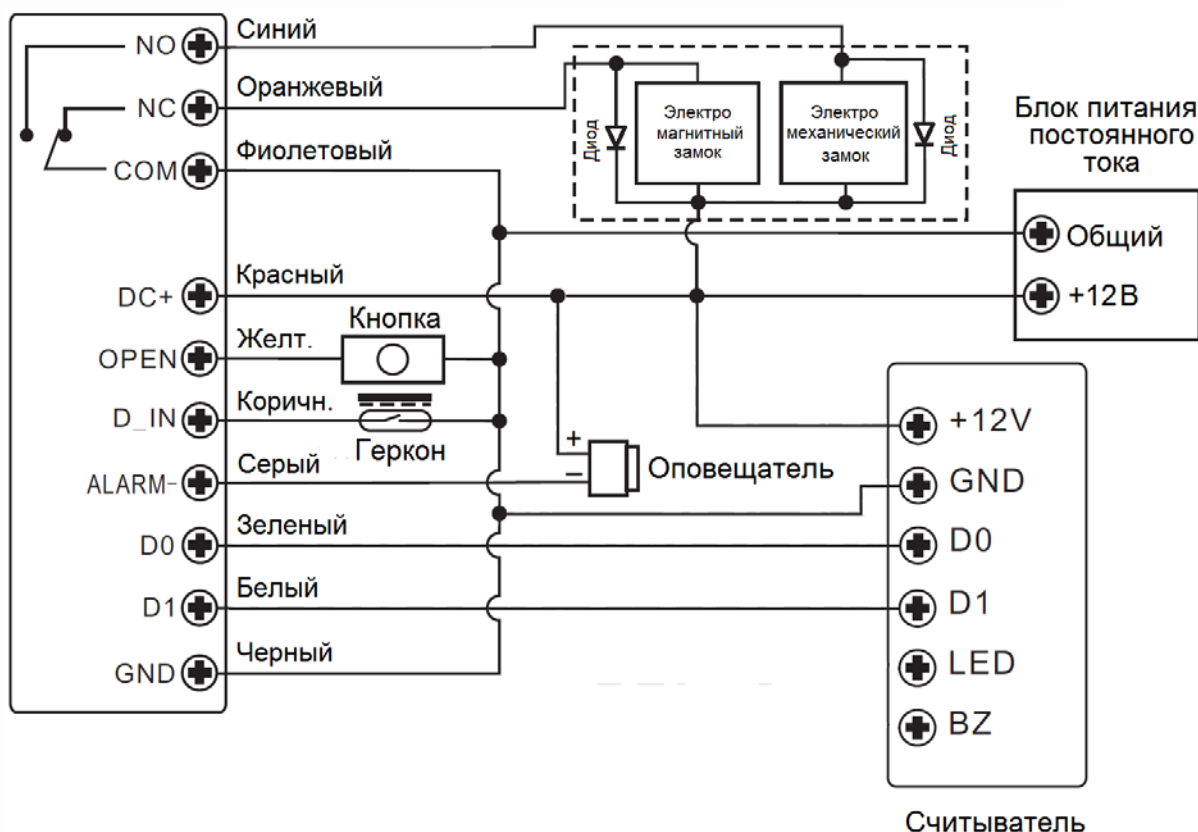 NO
Синий
NC
Оранжевый
COM
Фиолетовый
DC+
Красный
OPEN
Желт.
Кнопка
D_IN
Коричн.
Геркон
ALARM-
Серый
D0
Зеленый
D1
Белый
GND
Черный
Диод
Электро
магнитный
замок
Электро
механический
замок
Диод
Блок питания
постоянного
тока
Общий
+12В
+
–
Оповещатель
+12V
GND
D0
D1
LED
BZ
Считыватель